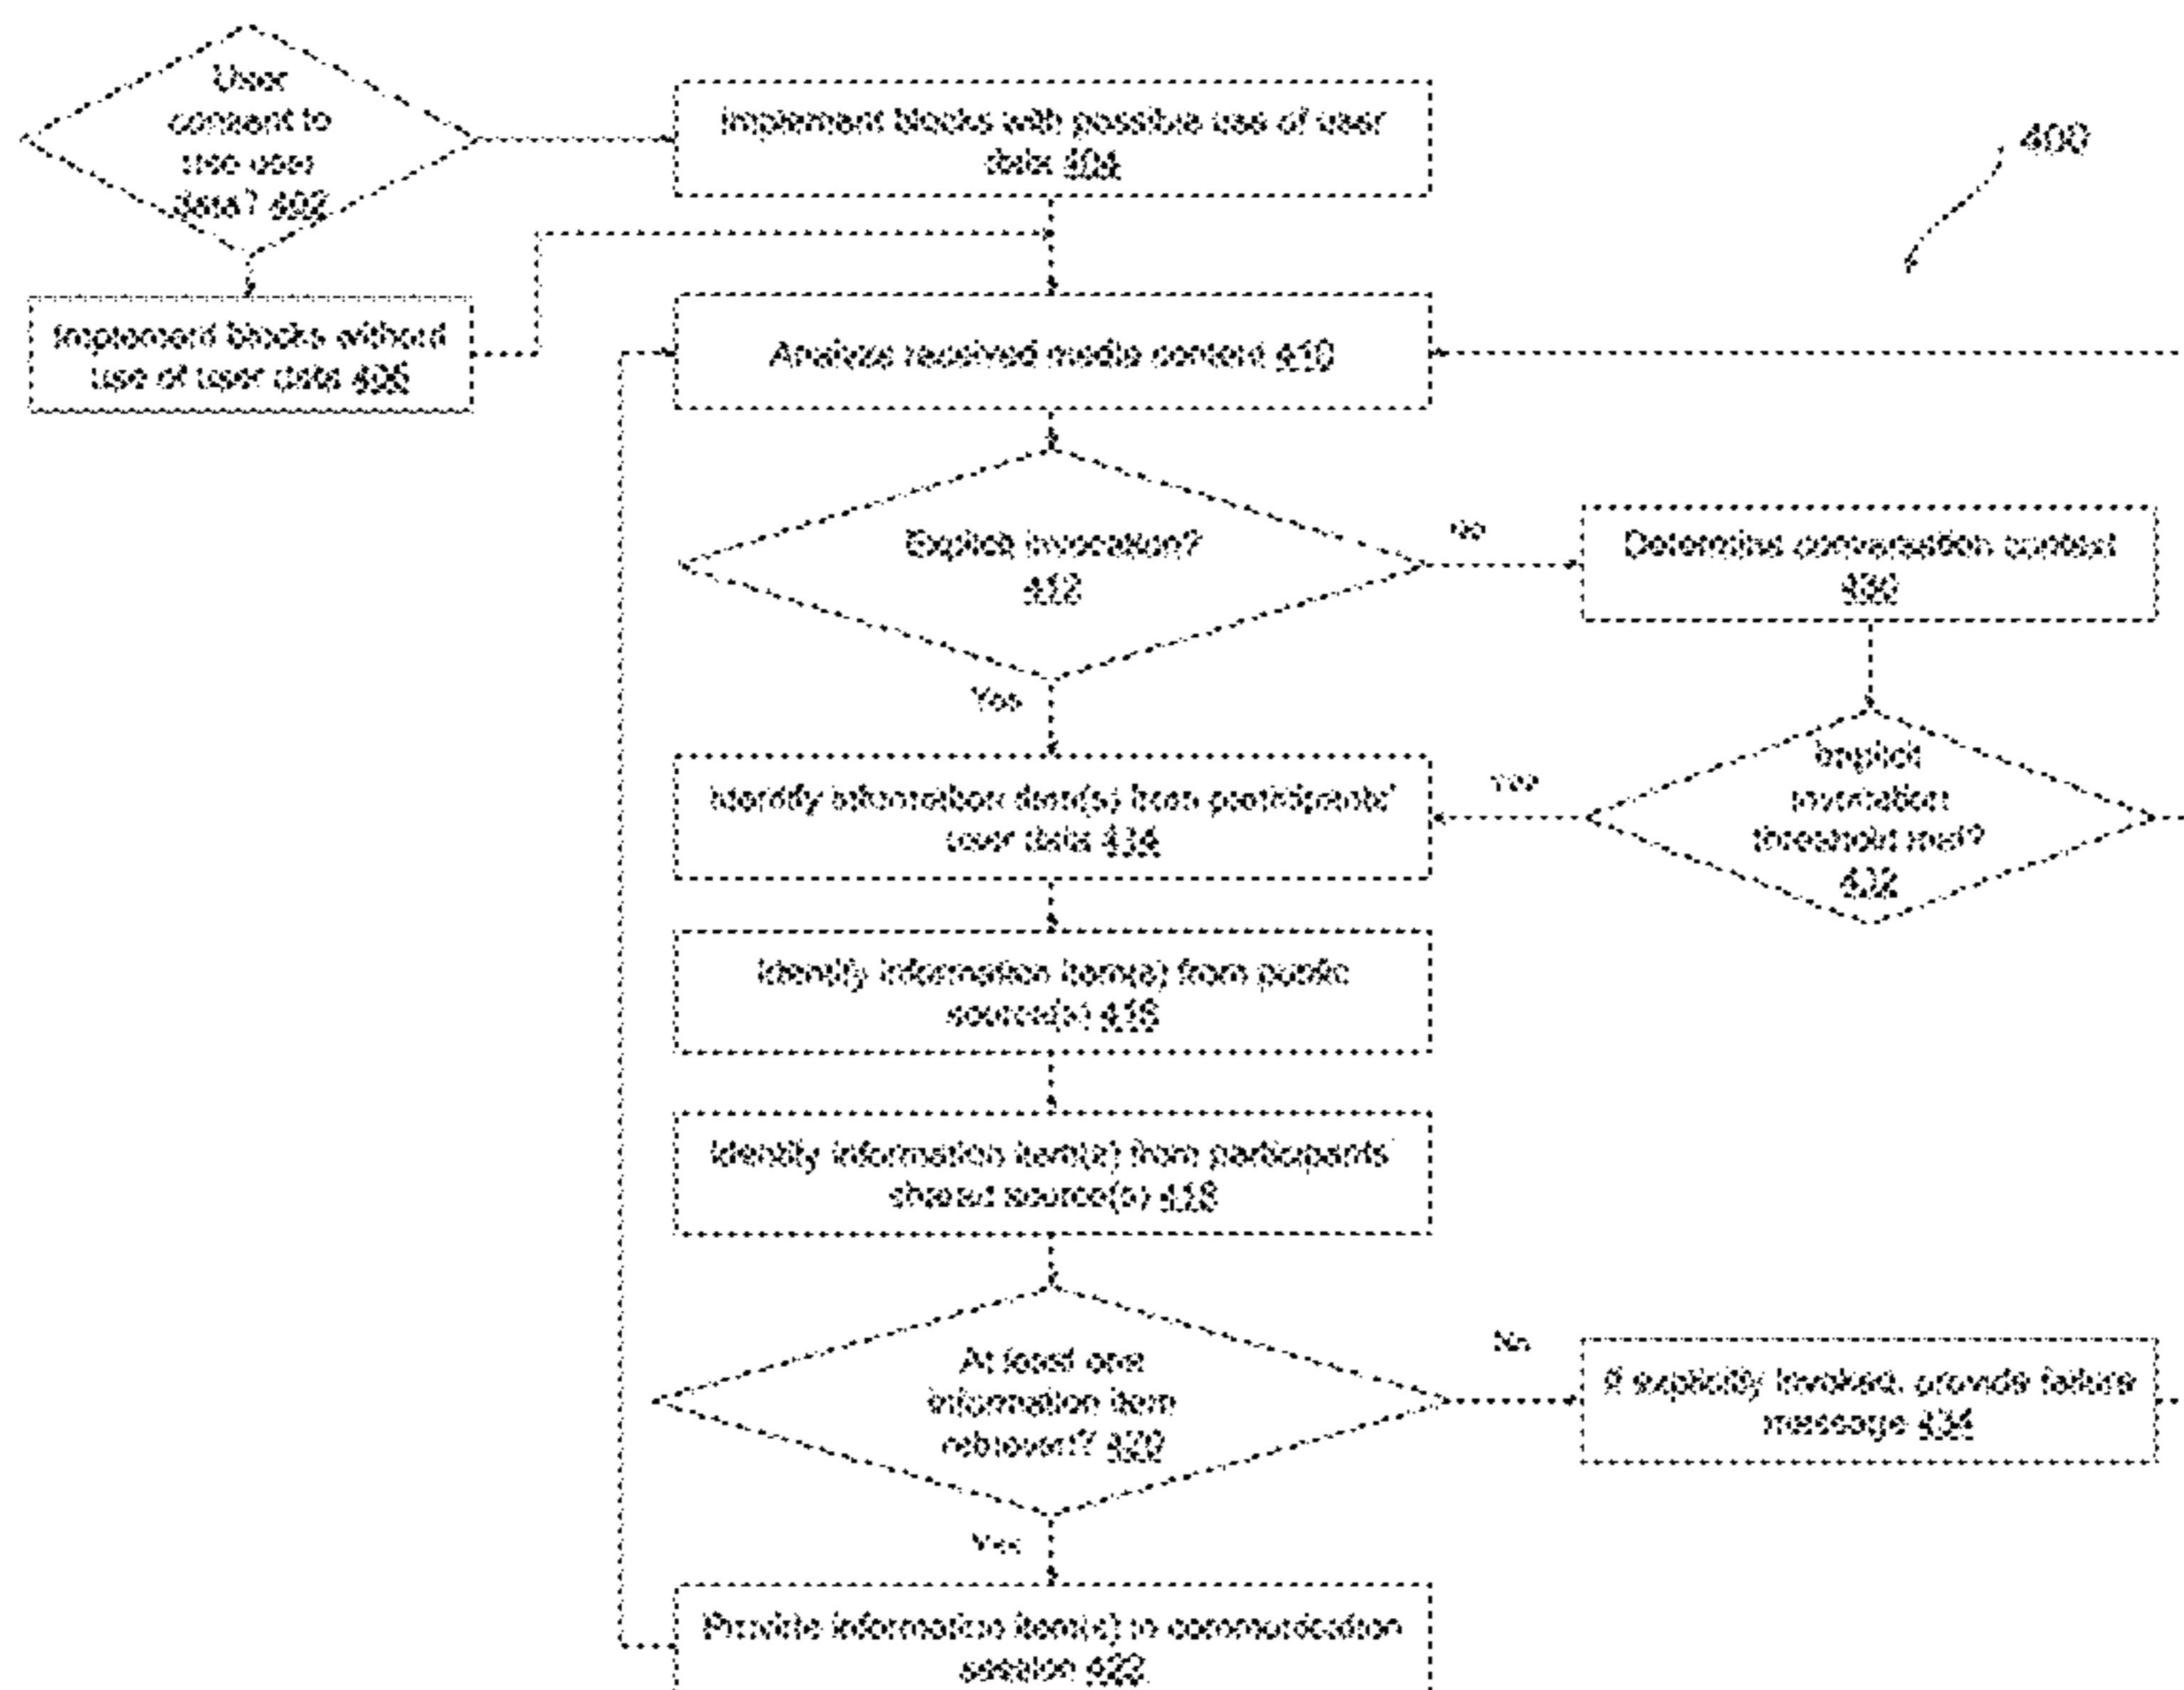 User
consent to
use user
data? 402
Implement blocks with possible use of user
data 404
400
Implement blocks without
use of user data
Analyze received media content 410
Explicit invocation?
412
No
Determine conversation context
430
Yes
Implicit
invocation
threshold met?
432
Yes
Identify information item(s) from participants'
user data 414
Identify information item(s) from public
source(s) 416
Identify information item(s) from participants'
shared source(s) 418
At least one
information item
relevant? 420
No
If explicitly invoked, provide failure
message 434
Yes
Provide information item(s) in communication
session 422